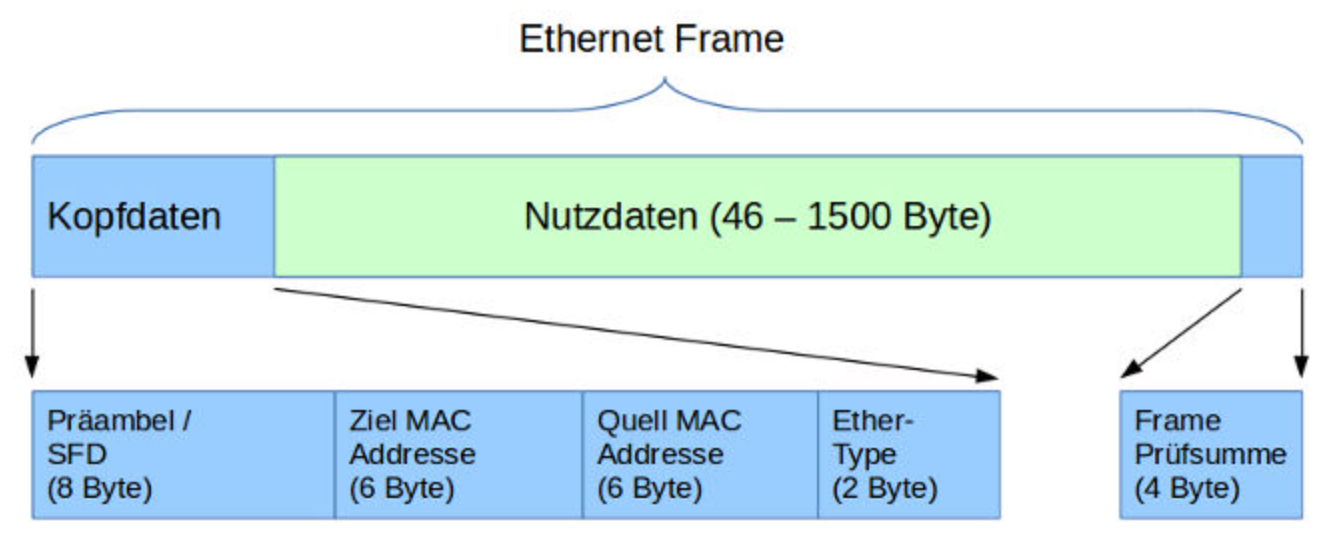 Ethernet Frame
Kopfdaten
Nutzdaten (46 – 1500 Byte)
Präambel /
SFD
(8 Byte)
Ziel MAC
Addresse
(6 Byte)
Quell MAC
Addresse
(6 Byte)
Ether-
Type
(2 Byte)
Frame
Prüfsumme
(4 Byte)